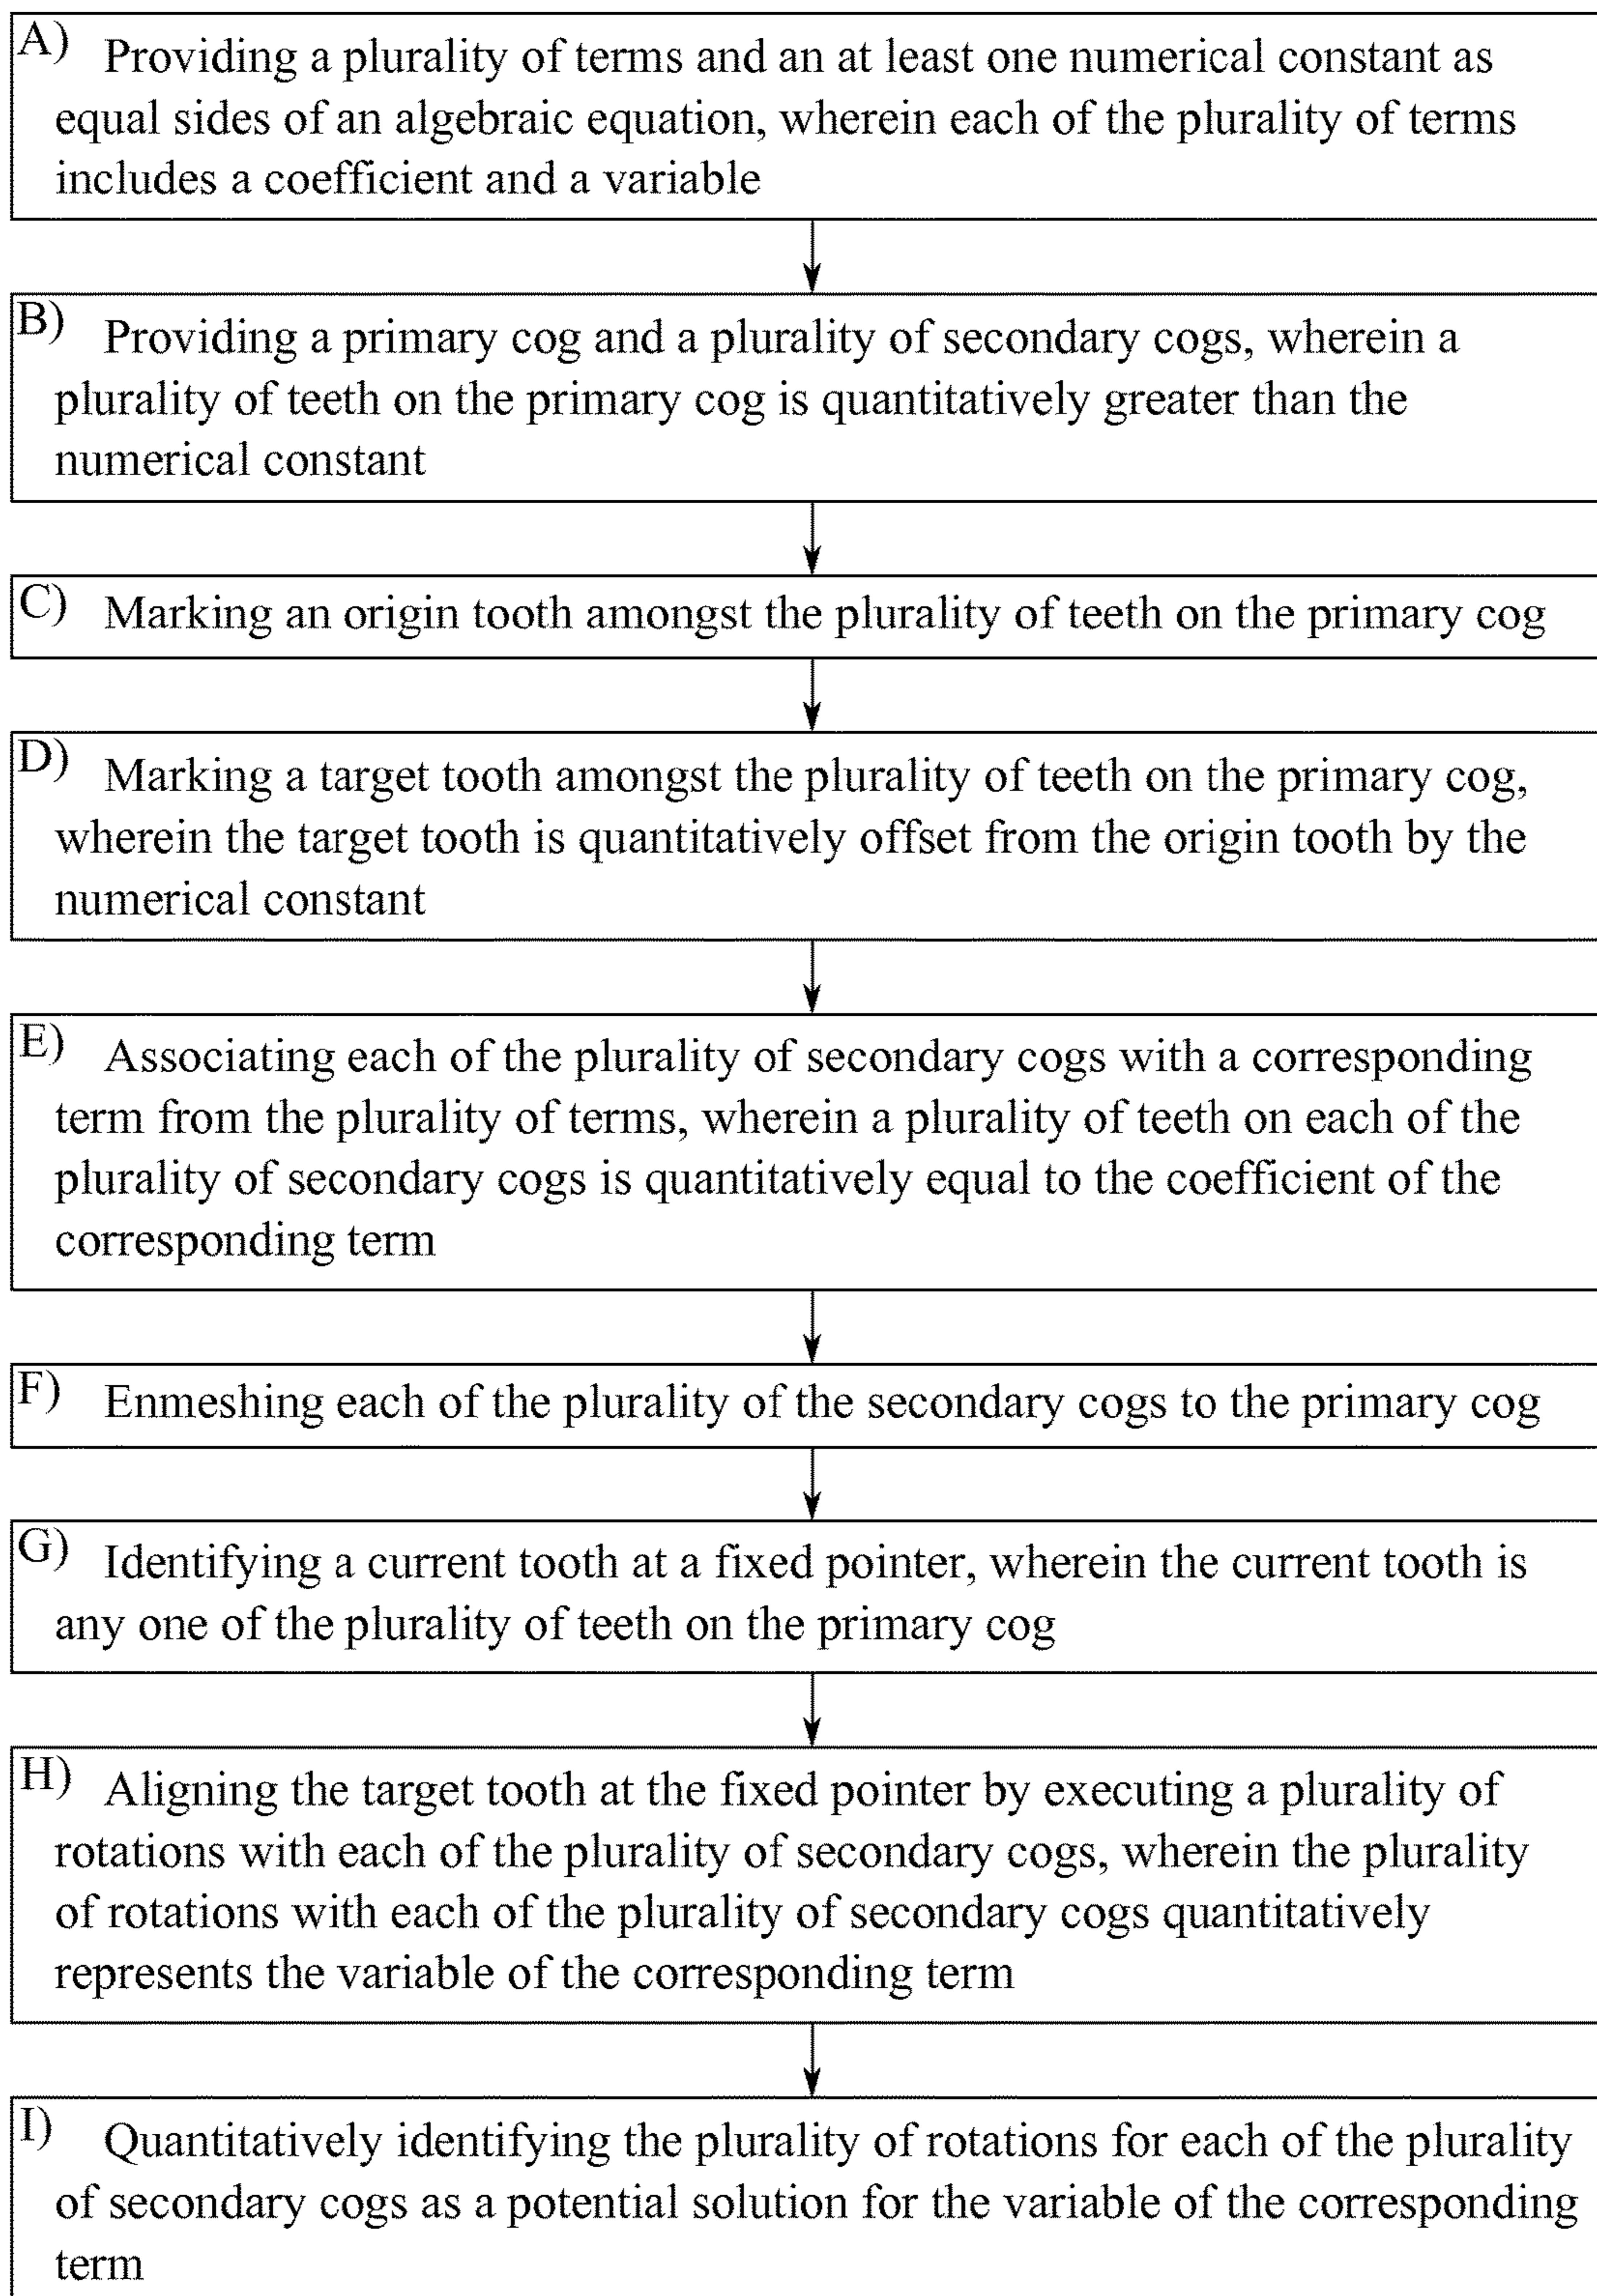 A) Providing a plurality of terms and an at least one numerical constant as
equal sides of an algebraic equation, wherein each of the plurality of terms
includes a coefficient and a variable
B) Providing a primary cog and a plurality of secondary cogs, wherein a
plurality of teeth on the primary cog is quantitatively greater than the
numerical constant
C) Marking an origin tooth amongst the plurality of teeth on the primary cog
D) Marking a target tooth amongst the plurality of teeth on the primary cog,
wherein the target tooth is quantitatively offset from the origin tooth by the
numerical constant
E) Associating each of the plurality of secondary cogs with a corresponding
term from the plurality of terms, wherein a plurality of teeth on each of the
plurality of secondary cogs is quantitatively equal to the coefficient of the
corresponding term
F) Enmeshing each of the plurality of the secondary cogs to the primary cog
G) Identifying a current tooth at a fixed pointer, wherein the current tooth is
any one of the plurality of teeth on the primary cog
H) Aligning the target tooth at the fixed pointer by executing a plurality of
rotations with each of the plurality of secondary cogs, wherein the plurality
of rotations with each of the plurality of secondary cogs quantitatively
represents the variable of the corresponding term
I) Quantitatively identifying the plurality of rotations for each of the plurality
of secondary cogs as a potential solution for the variable of the corresponding
term